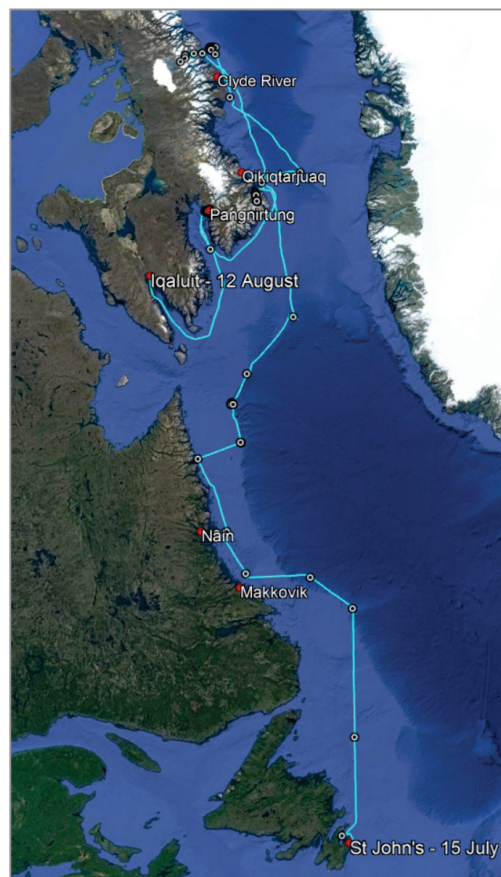 Clyde River
Qikiqtarjuaq
Pangnirtung
Iqaluit - 12 August
Nain
Makkovik
St John's - 15 July